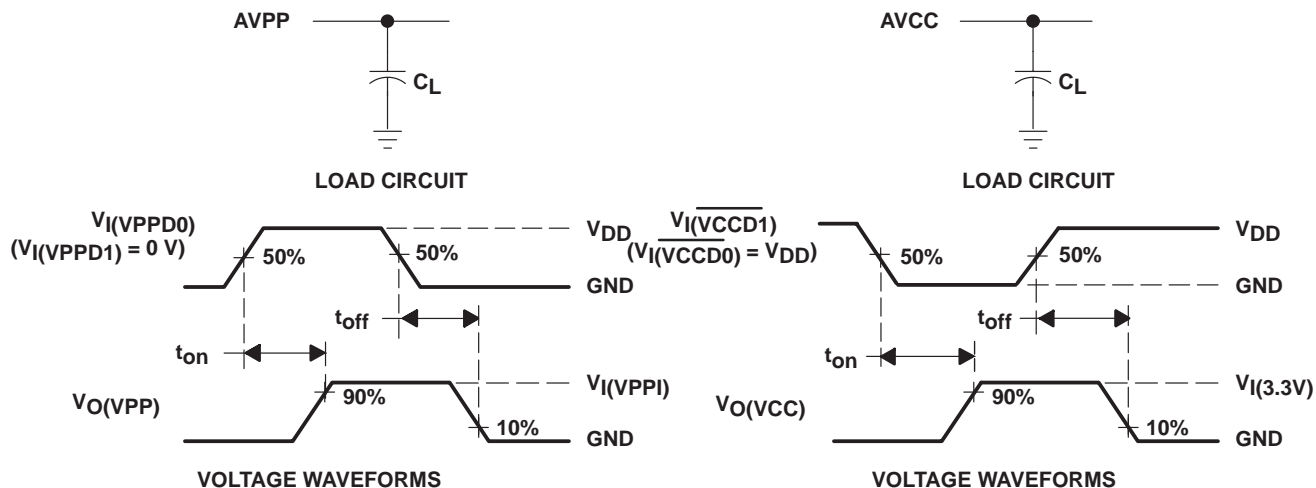 AVPP
CL
LOAD CIRCUIT
VI(VPPD0)
(VI(VPPD1) = 0 V)
50%
50%
VDD
GND
toff
ton
VO(VPP)
90%
10%
VI(VPPI)
GND
VOLTAGE WAVEFORMS
AVCC
CL
LOAD CIRCUIT
VI(VCCD1)
(VI(VCCD0) = VDD)
50%
50%
VDD
GND
toff
ton
VO(VCC)
90%
10%
VI(3.3V)
GND
VOLTAGE WAVEFORMS